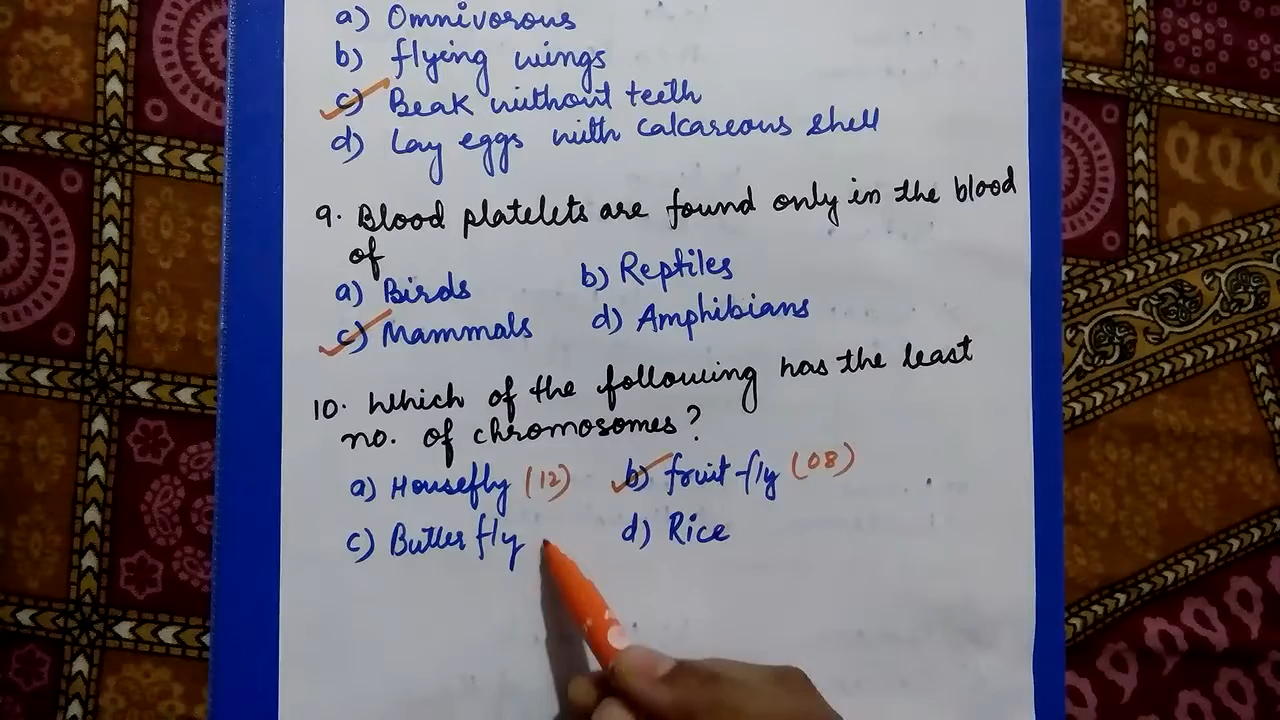 a) Omnivorous
b) flying wings
c) Beak without teeth
d) Lay eggs with calcareous shell
9. Blood platelets are found only in the blood
of
a) Birds b) Reptiles
c) Mammals d) Amphibians
10. Which of the following has the least
no. of chromosomes?
a) Housefly (12) b) fruit-fly (08)
c) Butterfly d) Rice